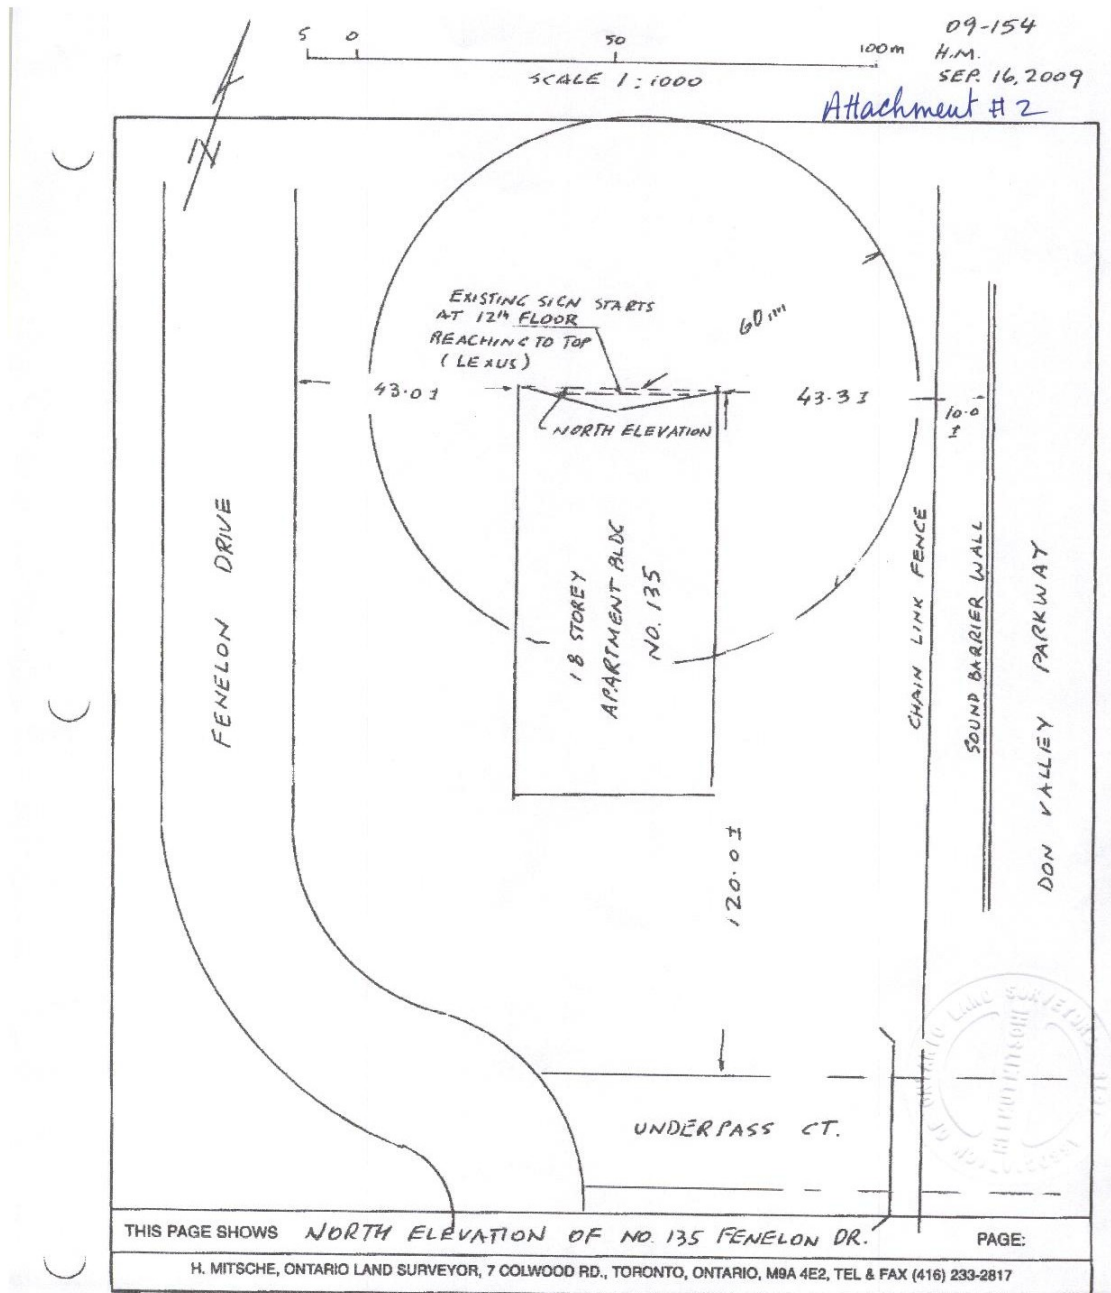 09-154
H.M.
SEP. 16, 2009
Attachment # 2
5 0 50 100m
SCALE 1 : 1000
N
EXISTING SIGN STARTS
AT 12th FLOOR
REACHING TO TOP
(LEXUS)
60m
43.0±
43.3±
10.0
±
NORTH ELEVATION
FENELON DRIVE
18 STOREY
APARTMENT BLDG
NO. 135
CHAIN LINK FENCE
SOUND BARRIER WALL
DON VALLEY PARKWAY
120.0±
UNDERPASS CT.
ONTARIO LAND SURVEYORS
THIS PAGE SHOWS NORTH ELEVATION OF NO. 135 FENELON DR. PAGE:
H. MITSCHE, ONTARIO LAND SURVEYOR, 7 COLWOOD RD., TORONTO, ONTARIO, M9A 4E2, TEL & FAX (416) 233-2817